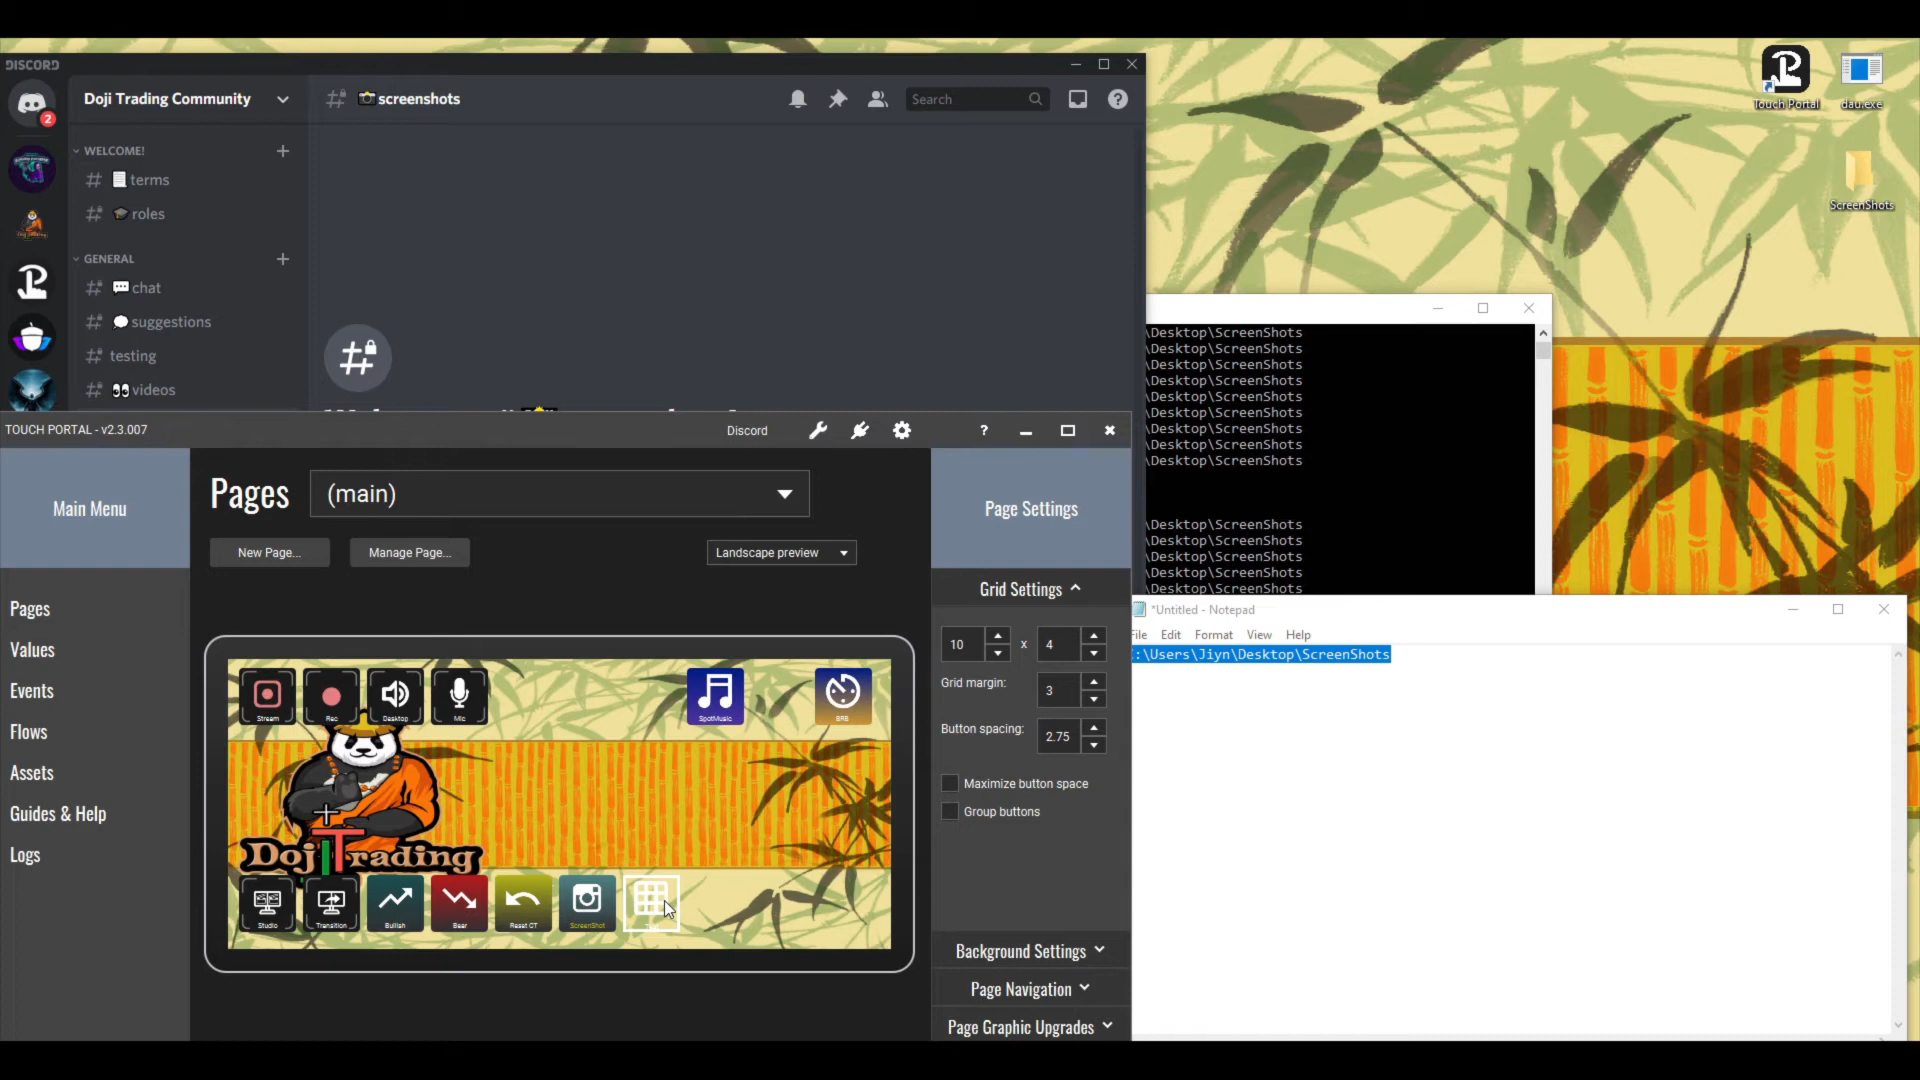 DISCORD
Doji Trading Community
screenshots
Search
2
WELCOME!
terms
roles
GENERAL
chat
suggestions
testing
videos
Touch Portal
dau.exe
ScreenShots
\Desktop\ScreenShots
\Desktop\ScreenShots
\Desktop\ScreenShots
\Desktop\ScreenShots
\Desktop\ScreenShots
\Desktop\ScreenShots
\Desktop\ScreenShots
\Desktop\ScreenShots
\Desktop\ScreenShots
\Desktop\ScreenShots
\Desktop\ScreenShots
\Desktop\ScreenShots
\Desktop\ScreenShots
\Desktop\ScreenShots
TOUCH PORTAL - v2.3.007
Discord
?
Main Menu
Pages
(main)
Page Settings
New Page...
Manage Page...
Landscape preview
Pages
Values
Events
Flows
Assets
Guides & Help
Logs
Grid Settings
10 x 4
Grid margin: 3
Button spacing: 2.75
Maximize button space
Group buttons
Background Settings
Page Navigation
Page Graphic Upgrades
Stream
Rec
Desktop
Mic
SpotMusic
BRB
Doji Trading
Studio
Transition
Bullish
Bear
Reset CT
ScreenShot
*Untitled - Notepad
File Edit Format View Help
:\Users\Jiyn\Desktop\ScreenShots